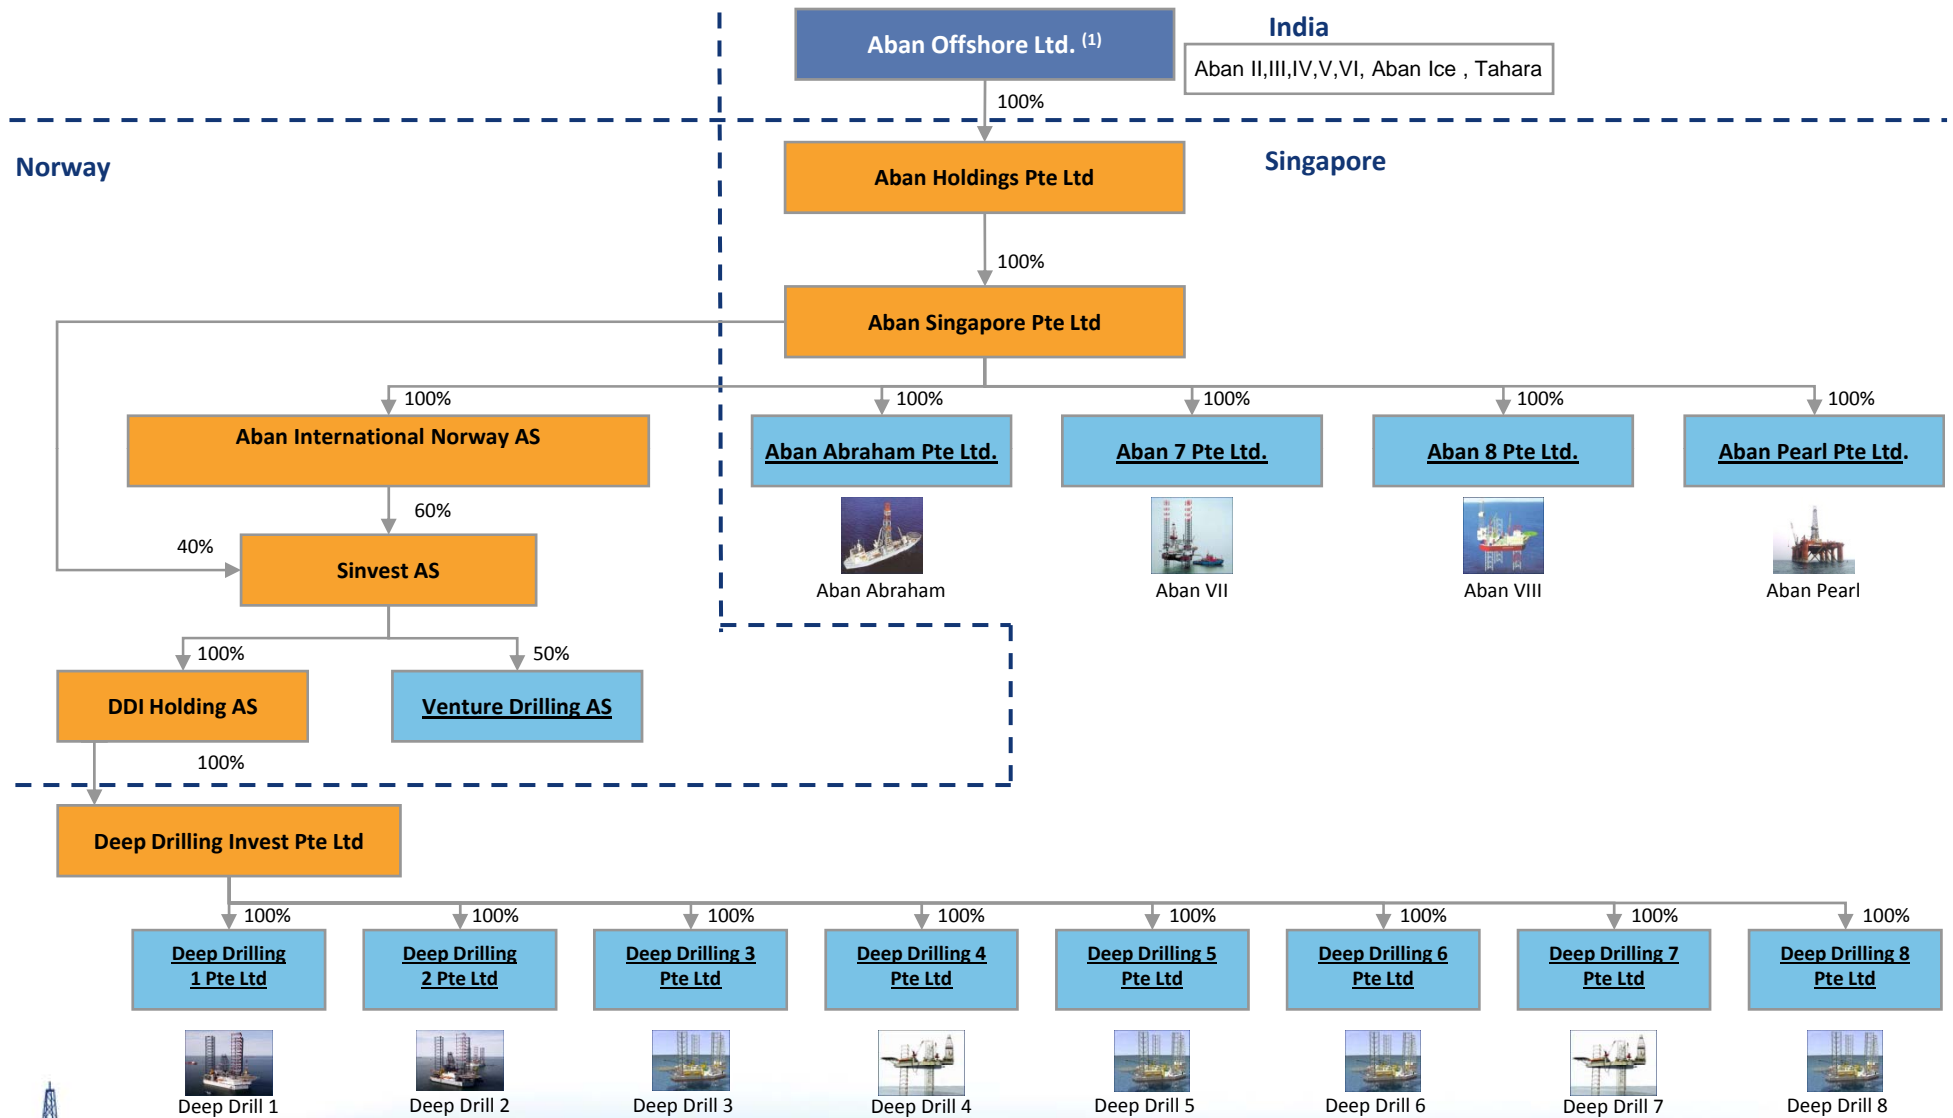 Aban Offshore Ltd. (1)
India
Aban II,III,IV,V,VI, Aban Ice , Tahara
100%
Norway
Aban Holdings Pte Ltd
Singapore
100%
Aban Singapore Pte Ltd
100%
100%
100%
100%
100%
Aban International Norway AS
Aban Abraham Pte Ltd.
Aban 7 Pte Ltd.
Aban 8 Pte Ltd.
Aban Pearl Pte Ltd.
60%
40%
Sinvest AS
Aban Abraham
Aban VII
Aban VIII
Aban Pearl
100%
50%
DDI Holding AS
Venture Drilling AS
100%
Deep Drilling Invest Pte Ltd
100%
100%
100%
100%
100%
100%
100%
100%
Deep Drilling
1 Pte Ltd
Deep Drilling
2 Pte Ltd
Deep Drilling 3
Pte Ltd
Deep Drilling 4
Pte Ltd
Deep Drilling 5
Pte Ltd
Deep Drilling 6
Pte Ltd
Deep Drilling 7
Pte Ltd
Deep Drilling 8
Pte Ltd
Deep Drill 1
Deep Drill 2
Deep Drill 3
Deep Drill 4
Deep Drill 5
Deep Drill 6
Deep Drill 7
Deep Drill 8